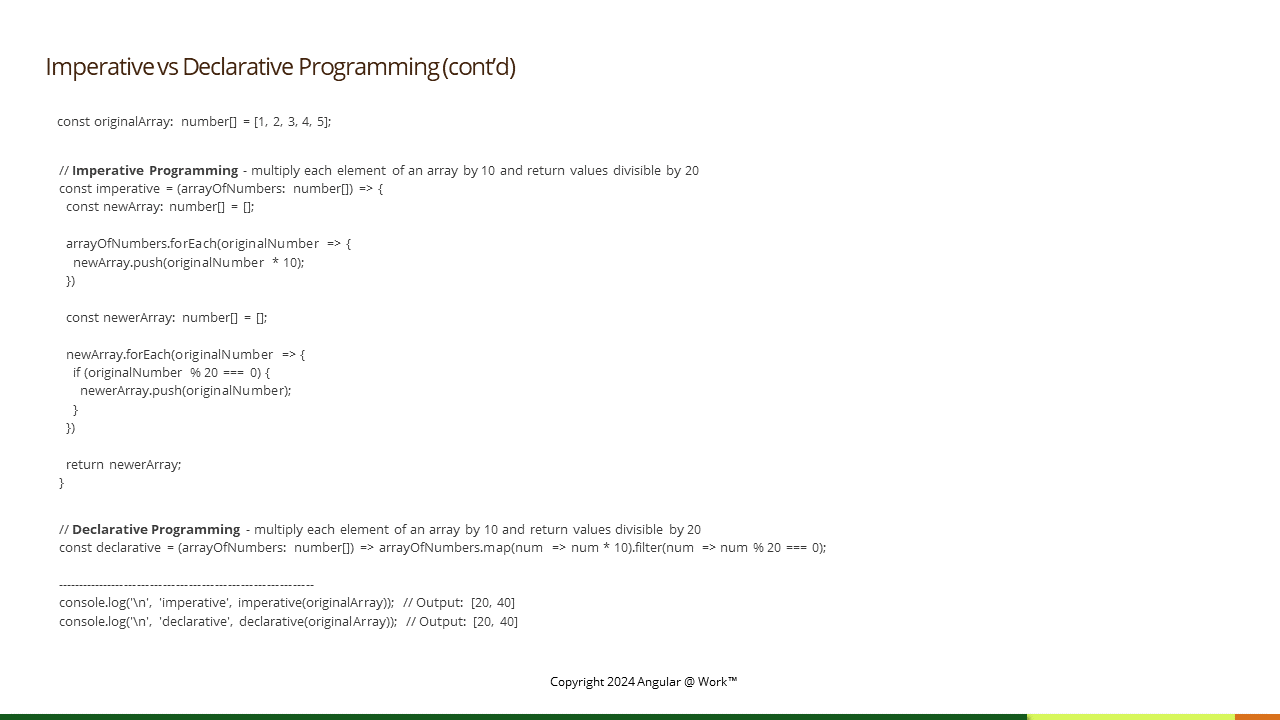 Imperative vs Declarative Programming (cont’d)
const originalArray: number[] = [1, 2, 3, 4, 5];
// Imperative Programming - multiply each element of an array by 10 and return values divisible by 20
const imperative = (arrayOfNumbers: number[]) => {
const newArray: number[] = [];
arrayOfNumbers.forEach(originalNumber => {
newArray.push(originalNumber * 10);
})
const newerArray: number[] = [];
newArray.forEach(originalNumber => {
if (originalNumber % 20 === 0) {
newerArray.push(originalNumber);
}
})
return newerArray;
}
// Declarative Programming - multiply each element of an array by 10 and return values divisible by 20
const declarative = (arrayOfNumbers: number[]) => arrayOfNumbers.map(num => num * 10).filter(num => num % 20 === 0);
--------------------------------------------------------------
console.log('\n', 'imperative', imperative(originalArray)); // Output: [20, 40]
console.log('\n', 'declarative', declarative(originalArray)); // Output: [20, 40]
Copyright 2024 Angular @ Work™